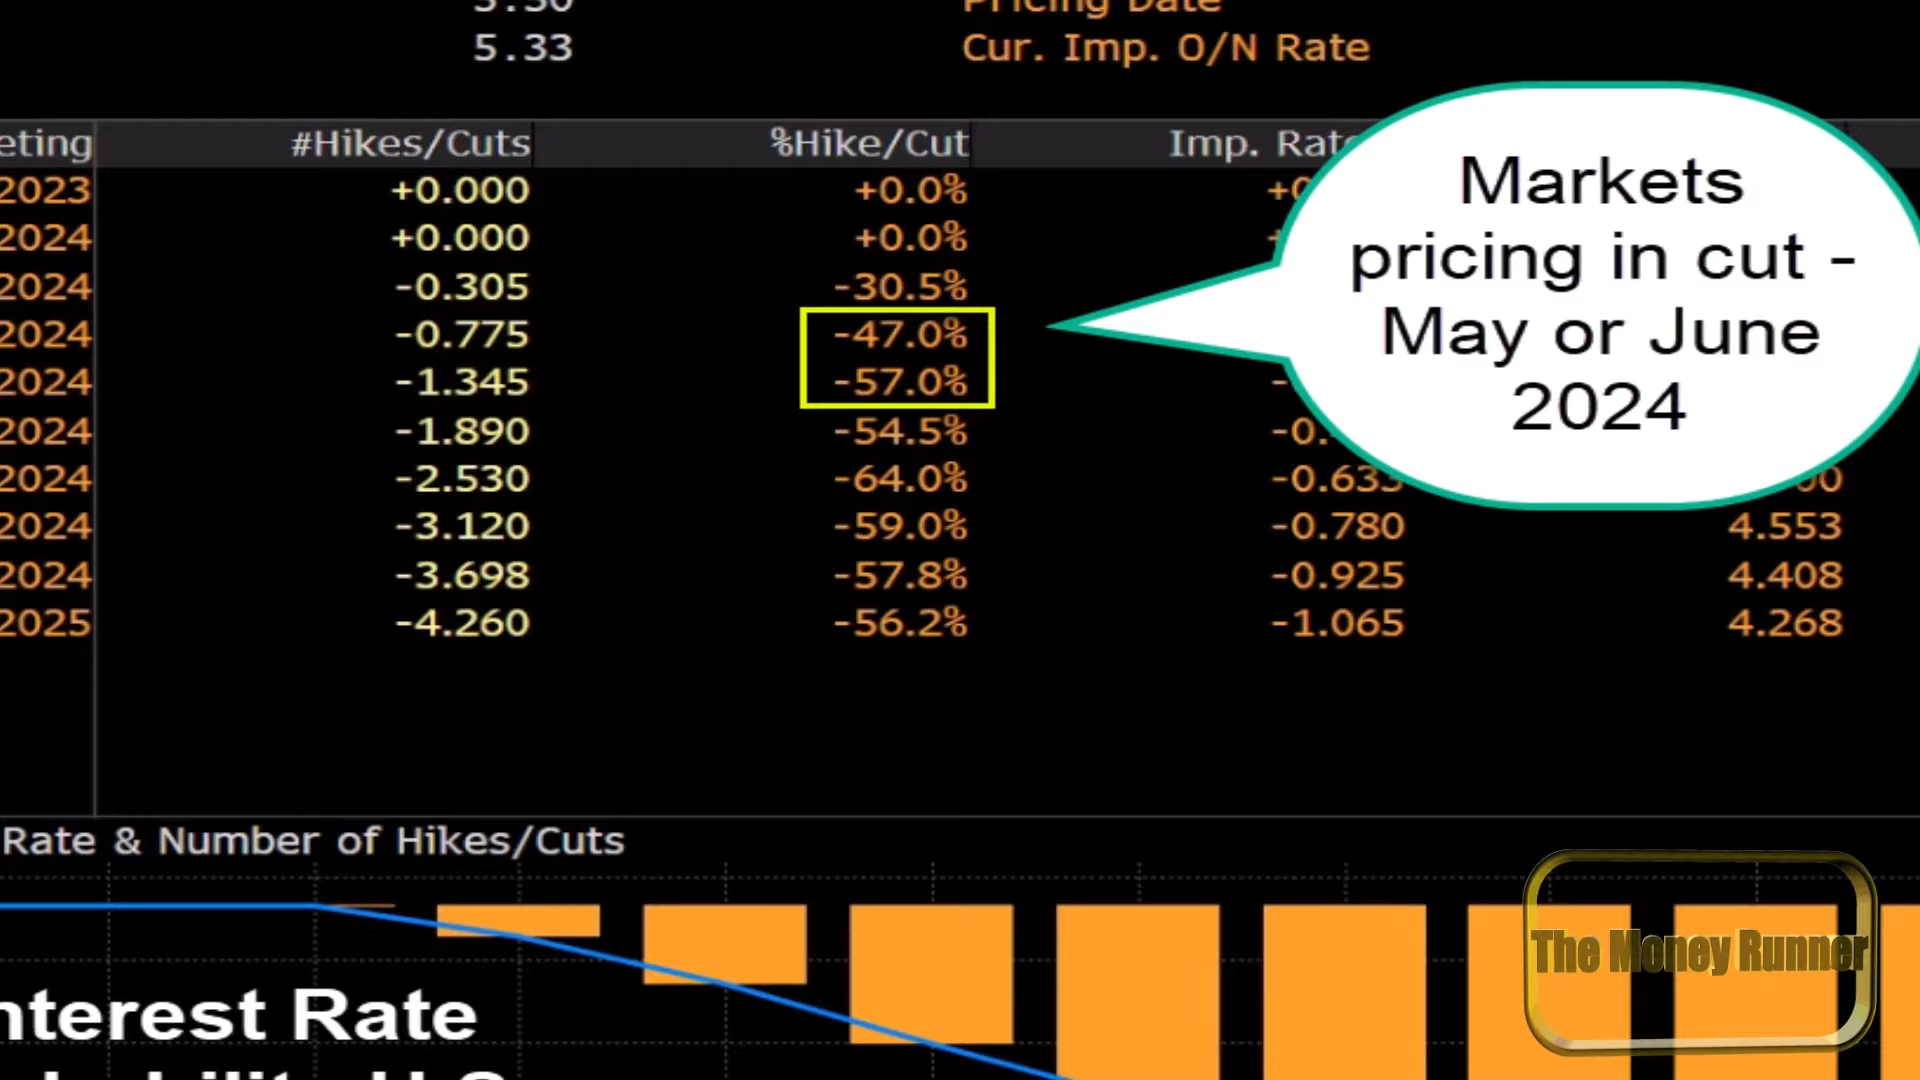 5.33 Cur. Imp. O/N Rate
#Hikes/Cuts %Hike/Cut Imp.
2023 +0.000 +0.0%
2024 +0.000 +0.0%
2024 -0.305 -30.5%
2024 -0.775 -47.0%
2024 -1.345 -57.0%
2024 -1.890 -54.5%
2024 -2.530 -64.0%
2024 -3.120 -59.0% -0.780 4.553
2024 -3.698 -57.8% -0.925 4.408
2025 -4.260 -56.2% -1.065 4.268
Markets
pricing in cut -
May or June
2024
Rate & Number of Hikes/Cuts
Rate
The Money Runner